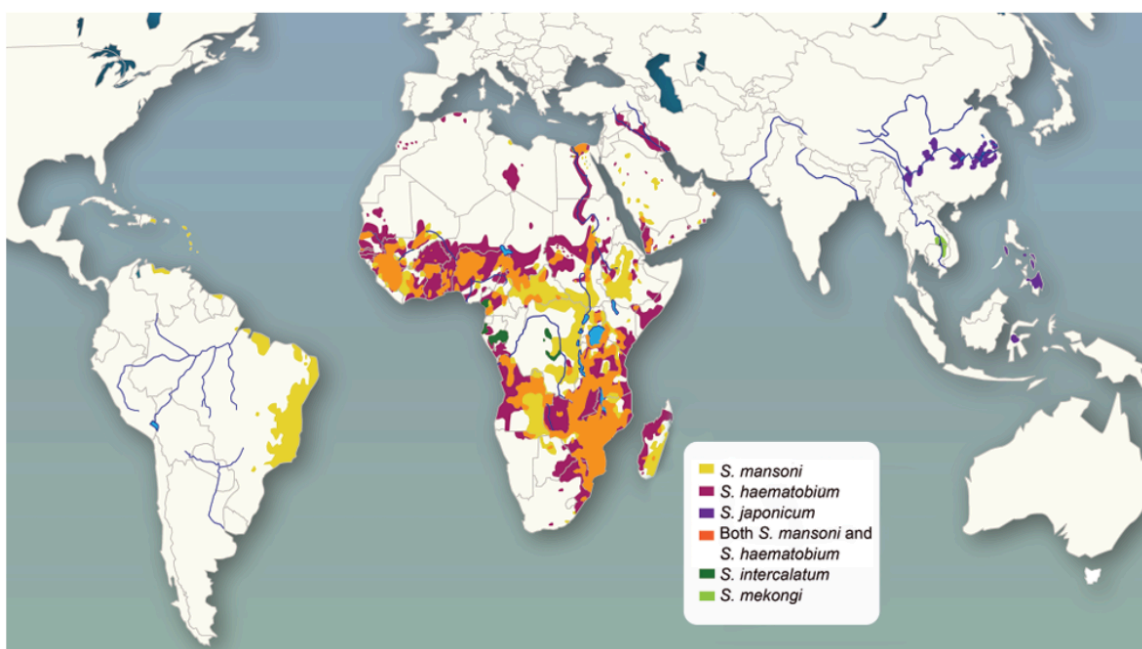 S. mansoni
S. haematobium
S. japonicum
Both S. mansoni and
S. haematobium
S. intercalatum
S. mekongi